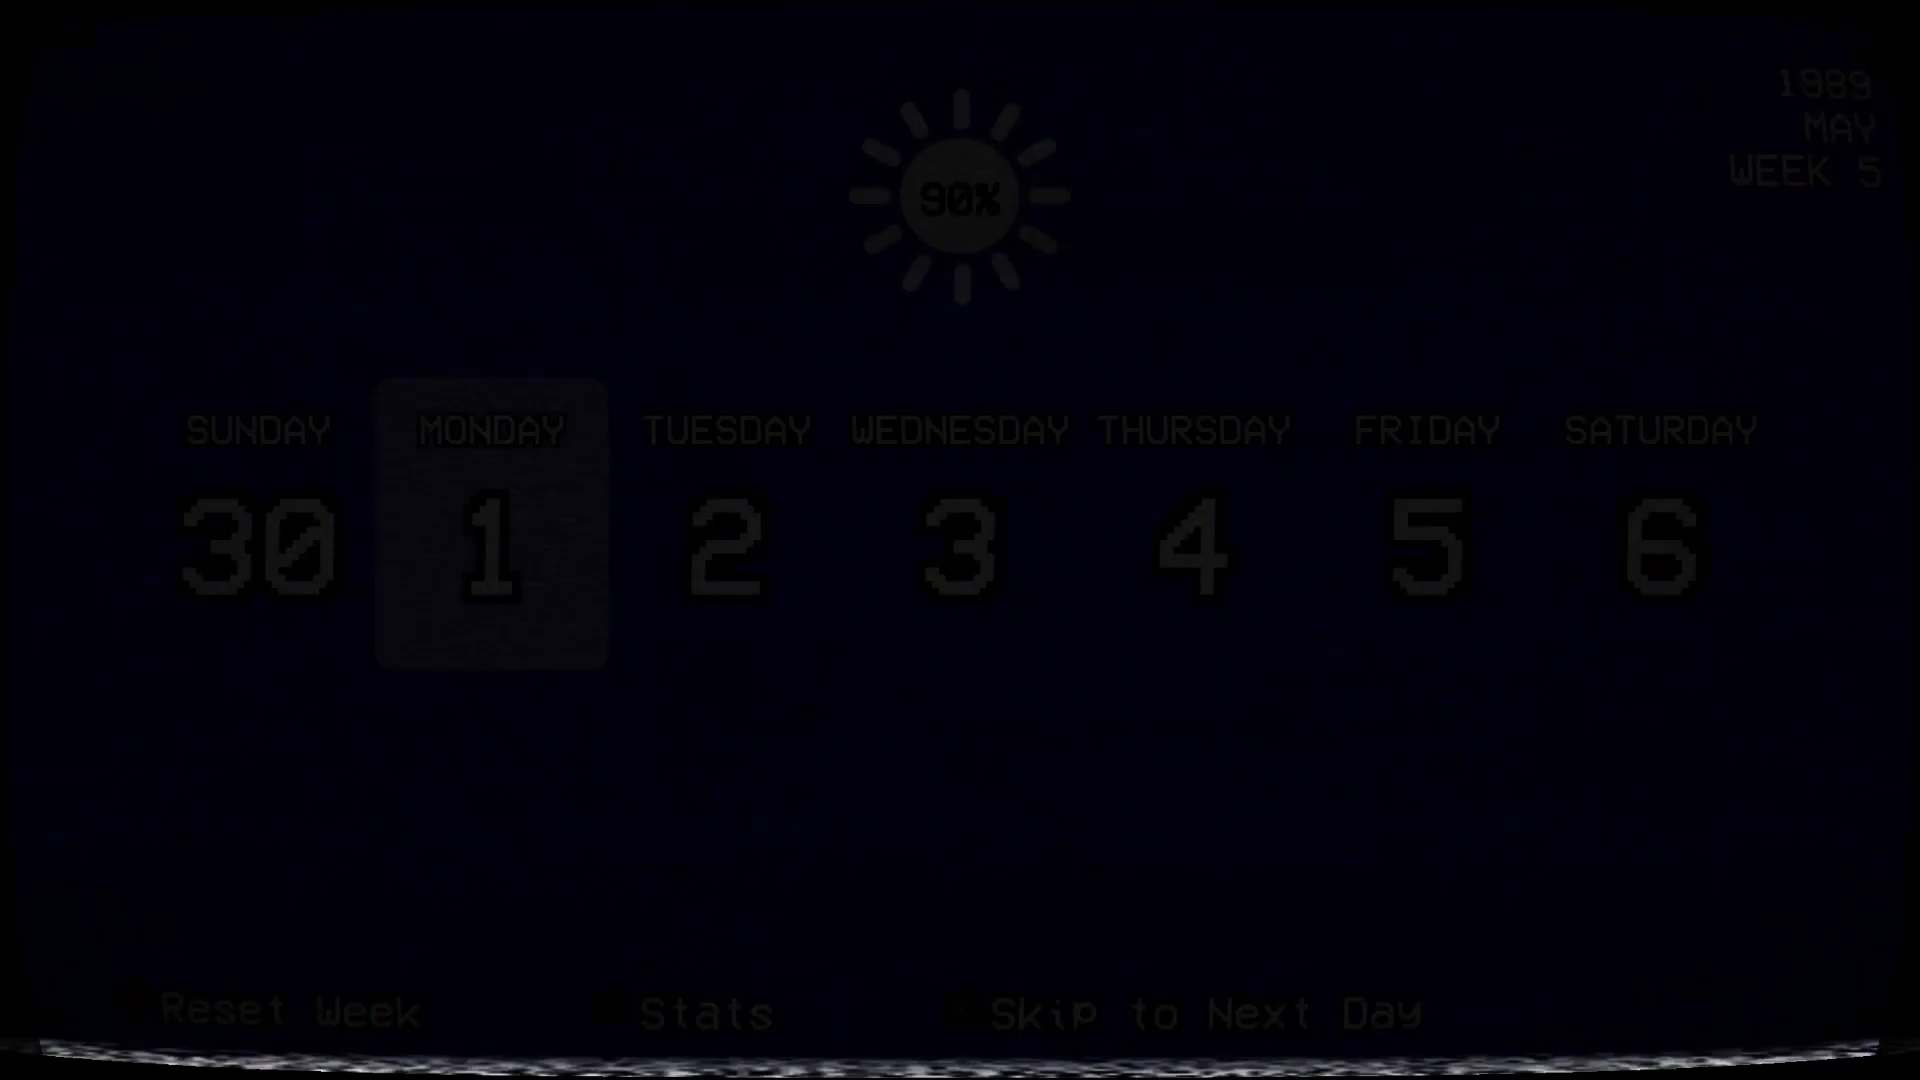 1989
MAY
WEEK 5
90%
SUNDAY MONDAY TUESDAY WEDNESDAY THURSDAY FRIDAY SATURDAY
30 1 2 3 4 5 6
Reset Week Stats Skip to Next Day